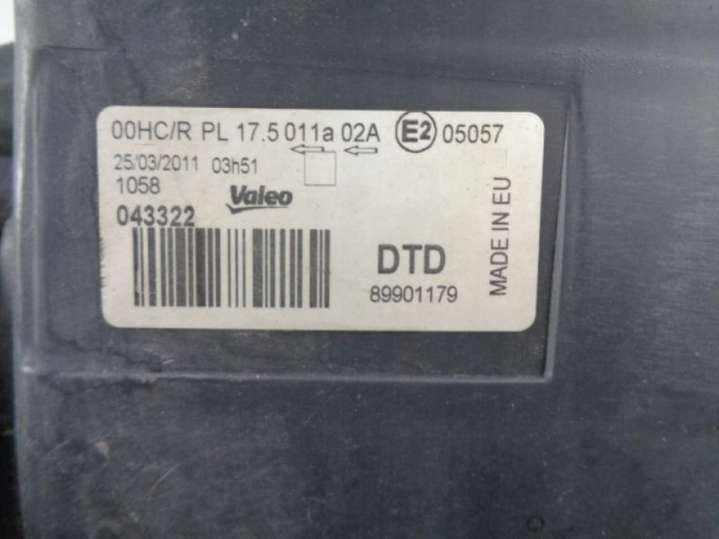 00HC/R PL 17.5 011a 02A E2 05057
25/03/2011 03h51
1058
Valeo
043322
DTD
89901179
MADE IN EU